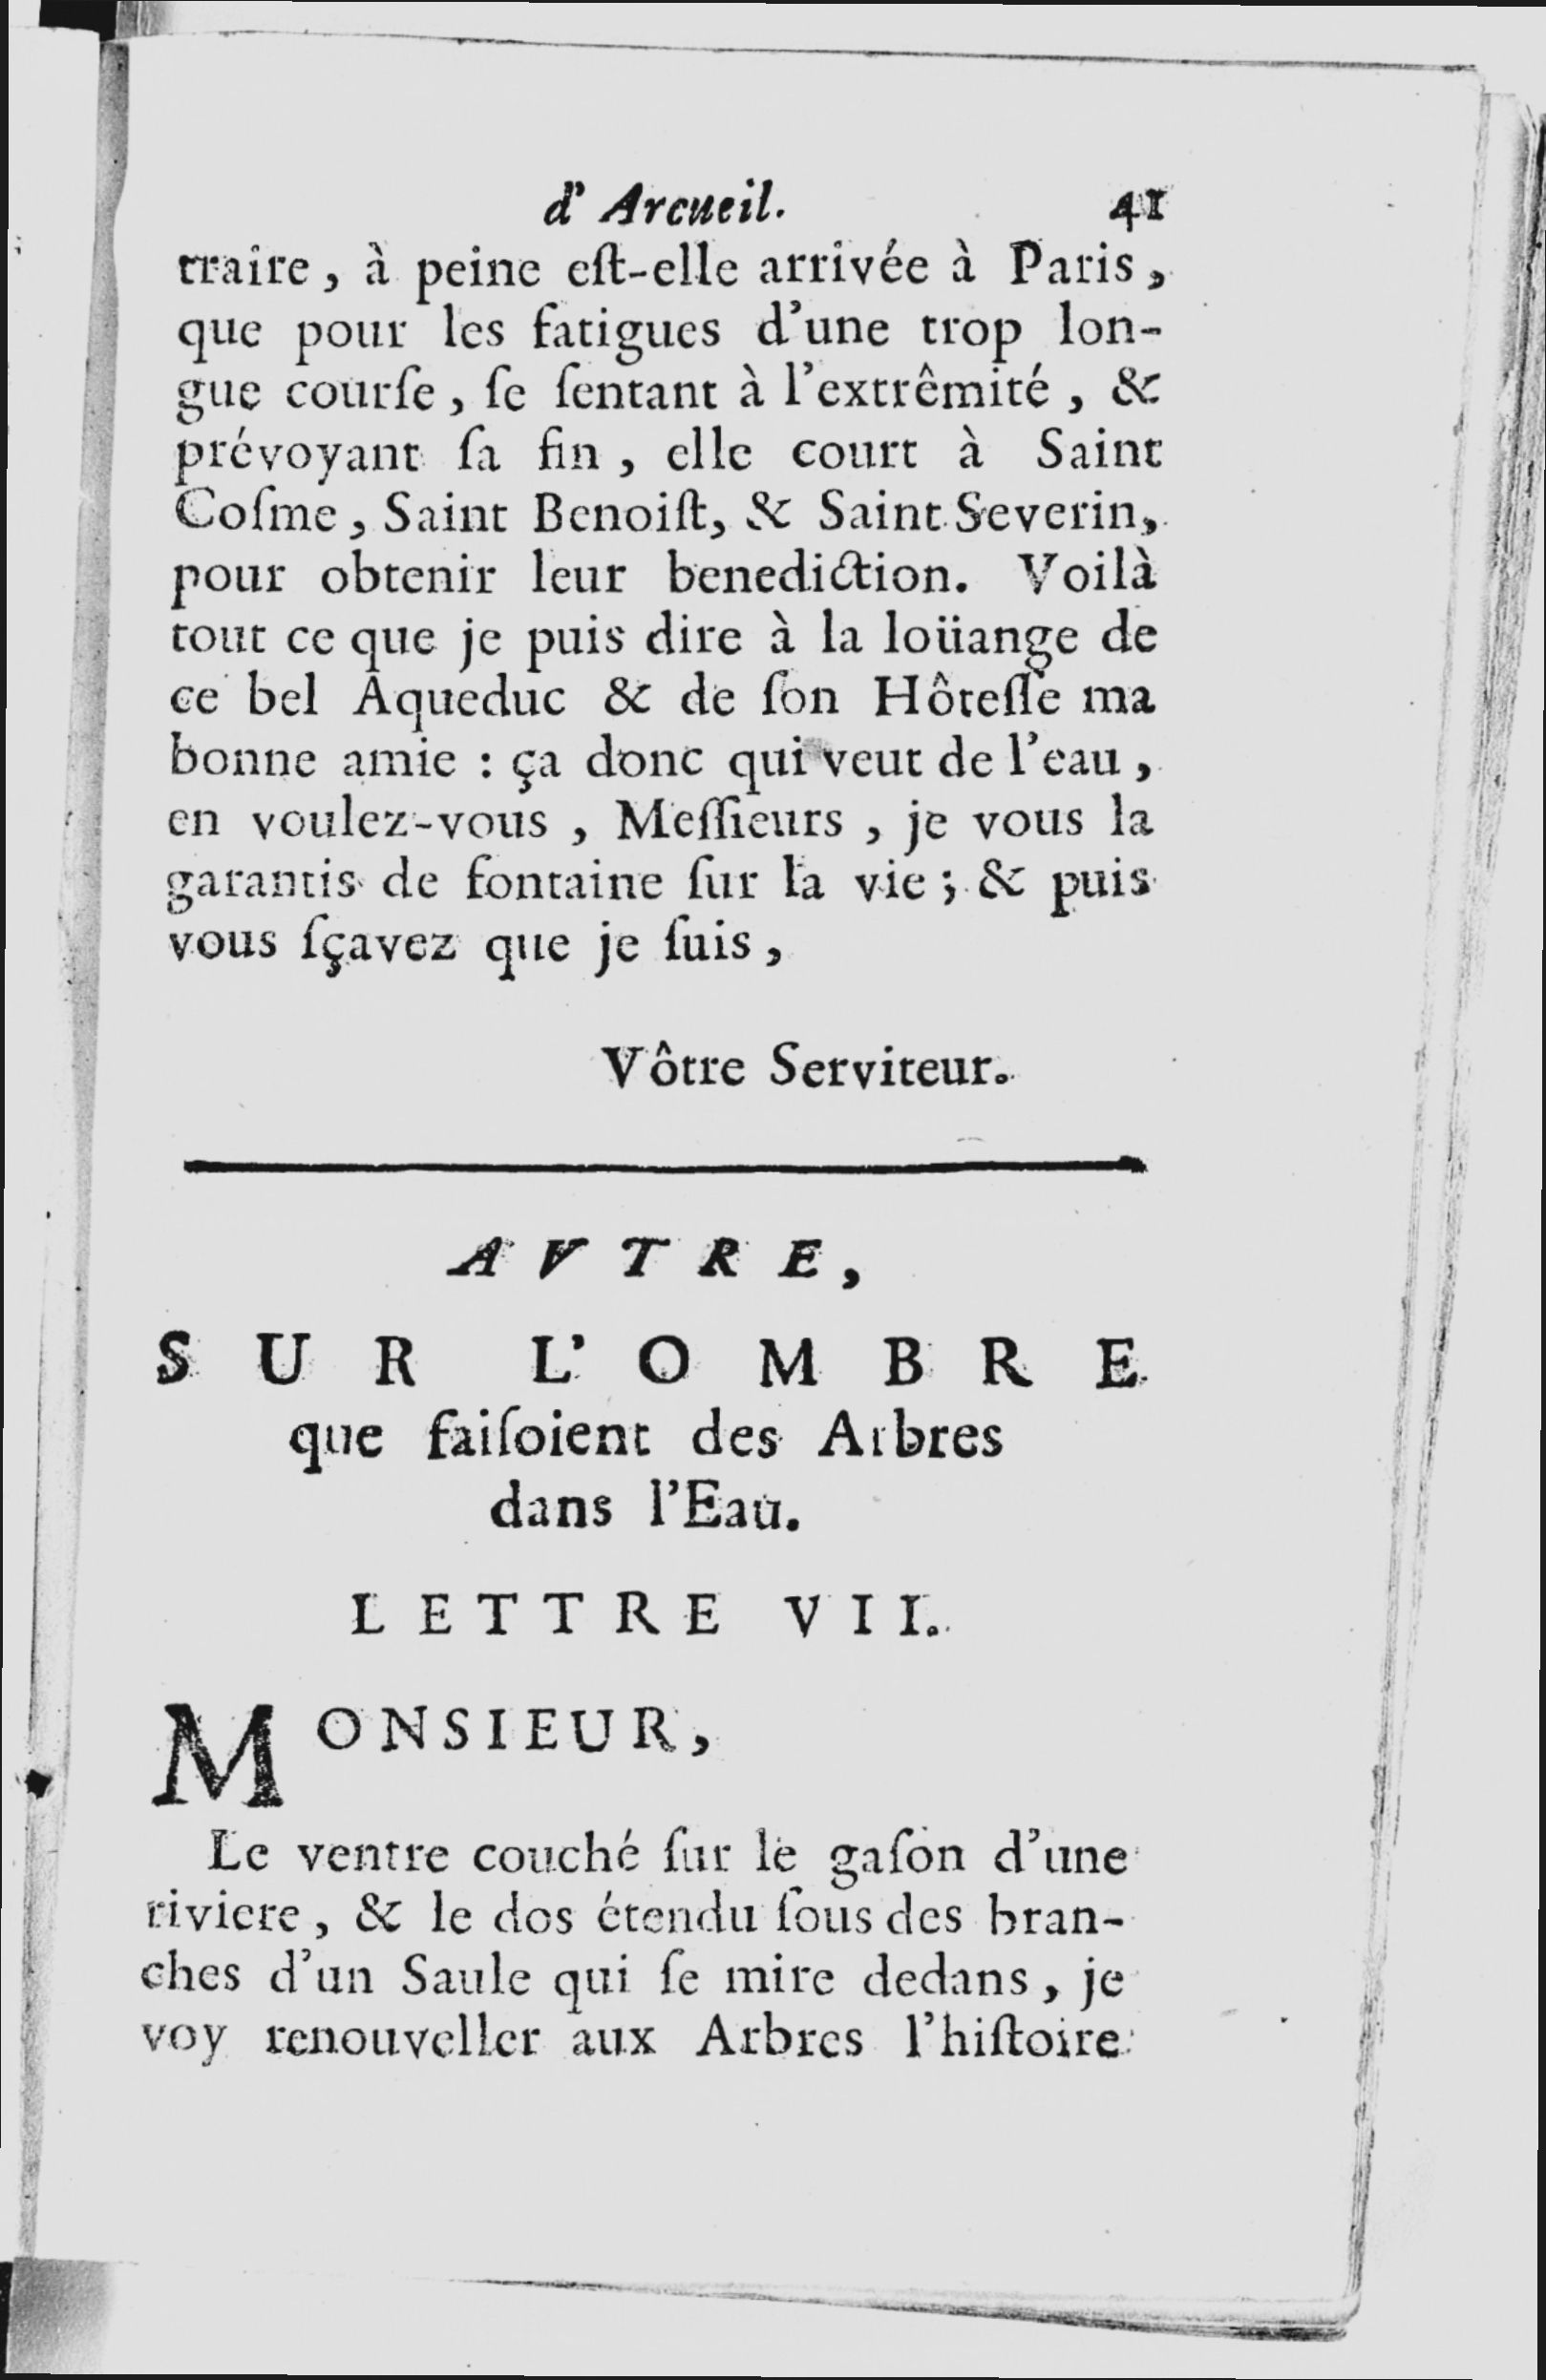 d'Arcueil. 41
traire, à peine eſt-elle arrivée à Paris,
que pour les fatigues d'une trop lon-
gue courſe, ſe ſentant à l'extrêmité, &
prévoyant ſa fin, elle court à Saint
Coſme, Saint Benoiſt, & Saint Severin,
pour obtenir leur benediction. Voilà
tout ce que je puis dire à la loüange de
ce bel Aqueduc & de ſon Hôteſſe ma
bonne amie : ça donc qui veut de l'eau,
en voulez-vous, Meſſieurs, je vous la
garantis de fontaine ſur la vie ; & puis
vous ſçavez que je ſuis,
Vôtre Serviteur.
AVTRE,
SUR L'OMBRE
que faiſoient des Arbres
dans l'Eau.
LETTRE VII.
MONSIEUR,
Le ventre couché ſur le gaſon d'une
riviere, & le dos étendu ſous des bran-
ches d'un Saule qui ſe mire dedans, je
voy renouveller aux Arbres l'hiſtoire